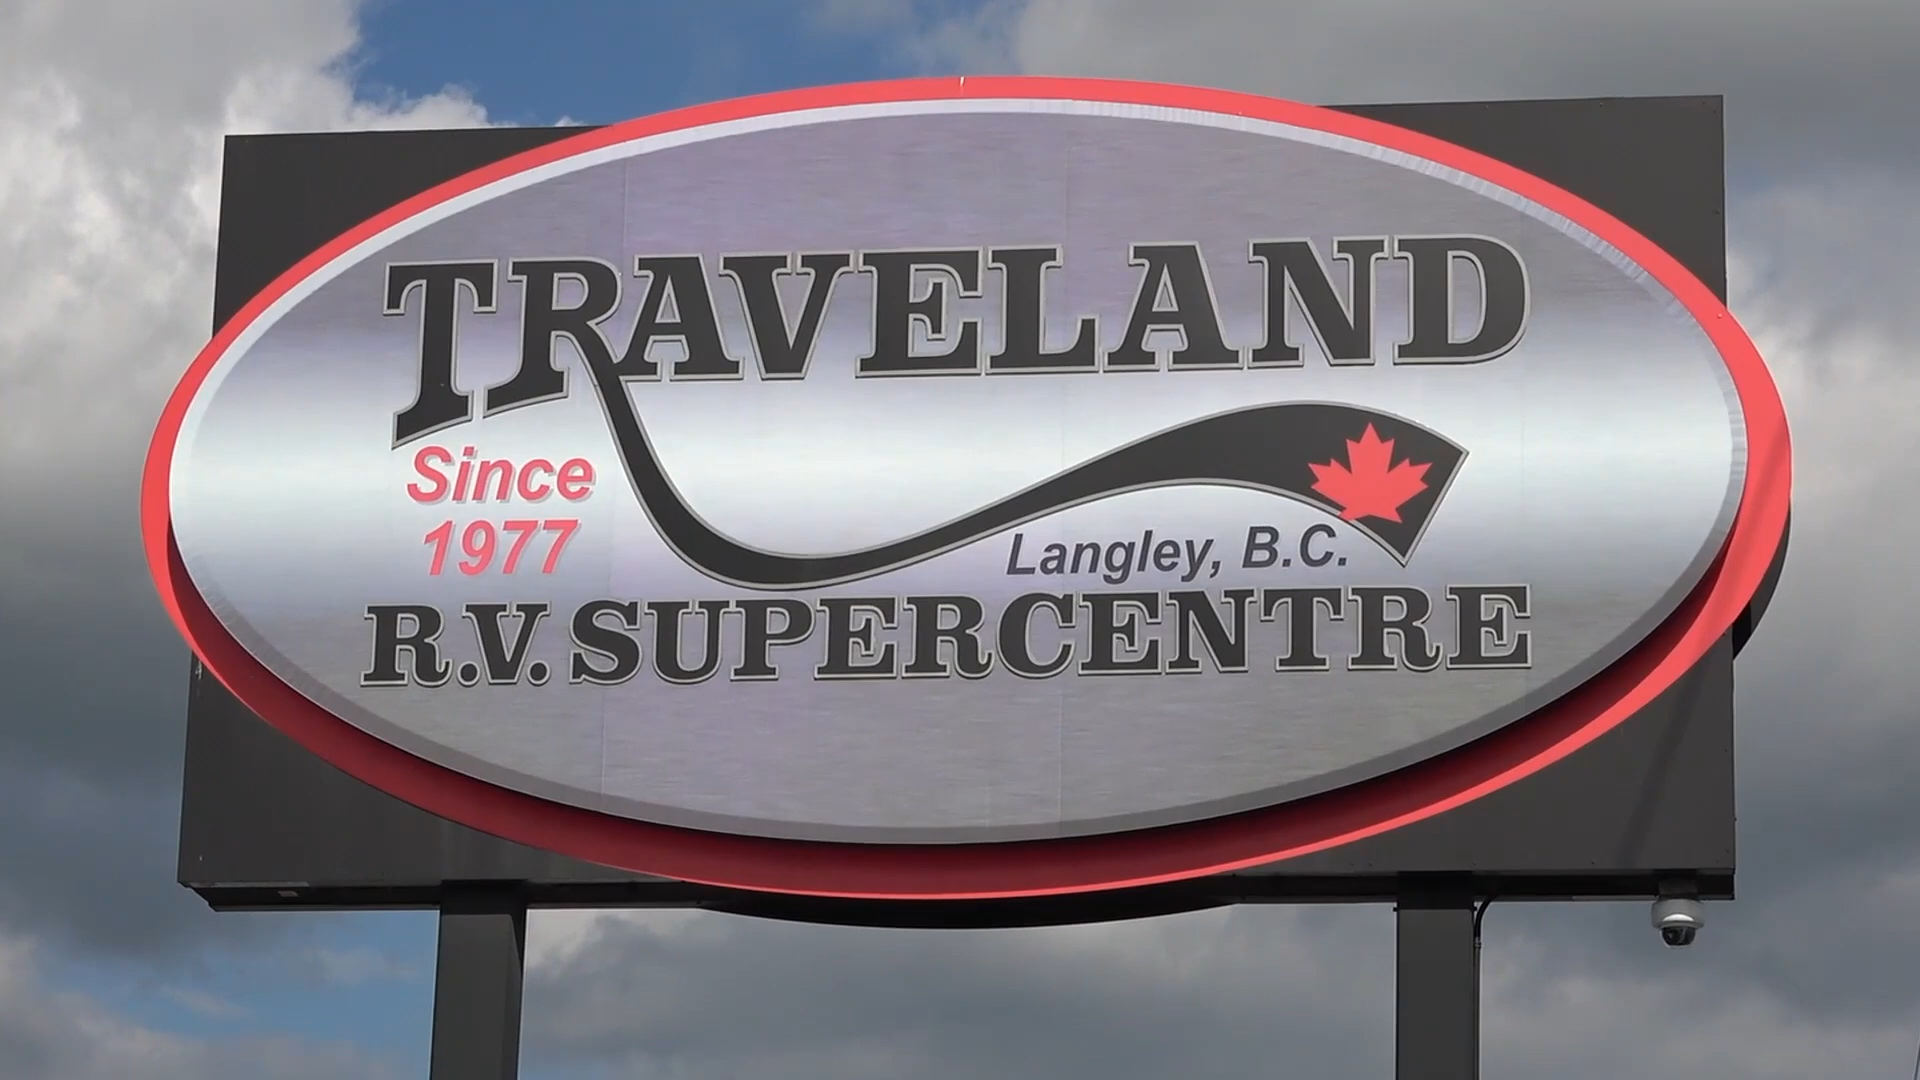 TRAVELAND
Since
1977
Langley, B.C.
R.V. SUPERCENTRE